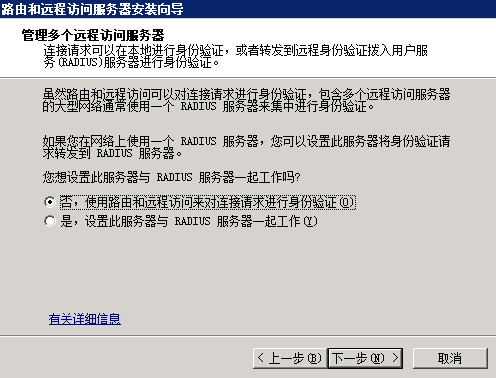 路由和远程访问服务器安装向导
管理多个远程访问服务器
连接请求可以在本地进行身份验证，或者转发到远程身份验证拨入用户服
务(RADIUS)服务器进行身份验证。
虽然路由和远程访问可以对连接请求进行身份验证，包含多个远程访问服务器
的大型网络通常使用一个 RADIUS 服务器来集中进行身份验证。
如果您在网络上使用一个 RADIUS 服务器，您可以设置此服务器将身份验证请
求转发到 RADIUS 服务器。
您想设置此服务器与 RADIUS 服务器一起工作吗?
否，使用路由和远程访问来对连接请求进行身份验证(O)
是，设置此服务器与 RADIUS 服务器一起工作(Y)
有关详细信息
<上一步(B) 下一步(N)> 取消